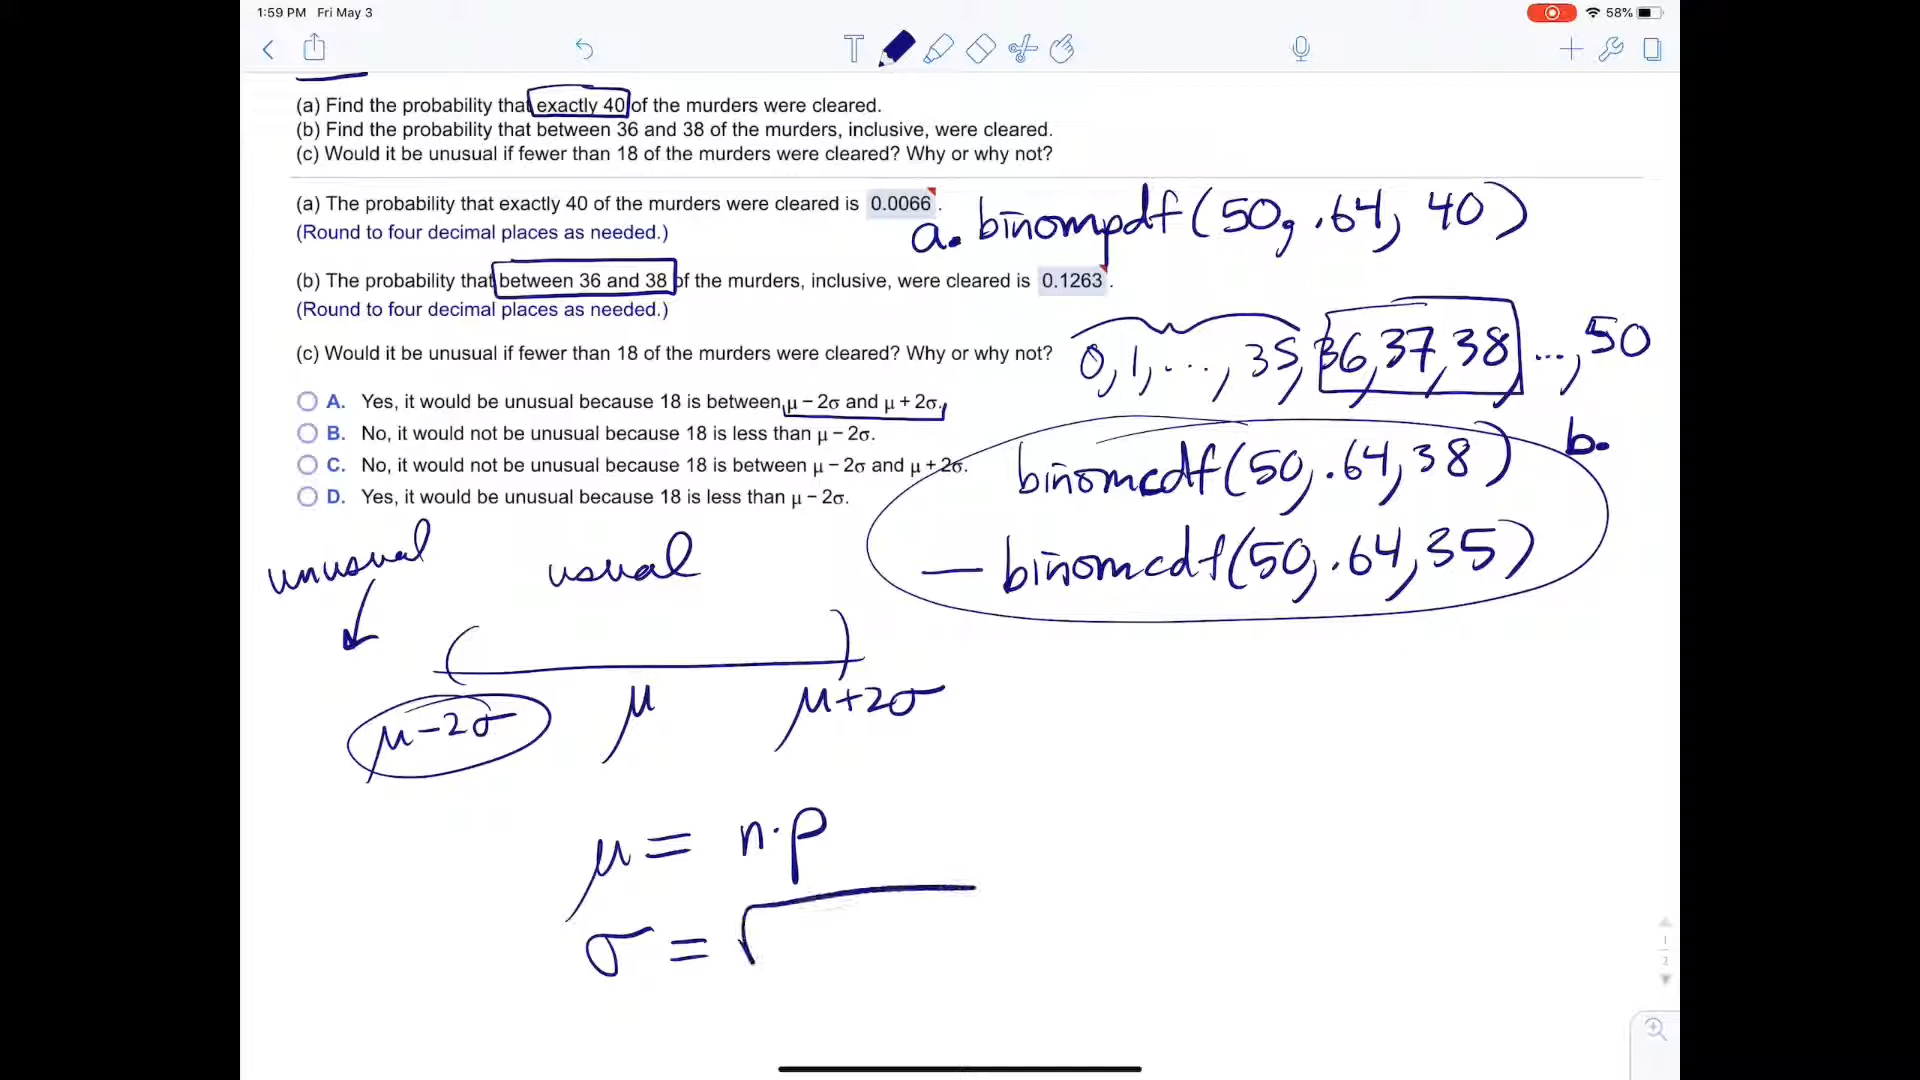 1:59 PM Fri May 3
58%
T
(a) Find the probability that exactly 40 of the murders were cleared.
(b) Find the probability that between 36 and 38 of the murders, inclusive, were cleared.
(c) Would it be unusual if fewer than 18 of the murders were cleared? Why or why not?
(a) The probability that exactly 40 of the murders were cleared is 0.0066.
(Round to four decimal places as needed.)
a. binompdf(50, .64, 40)
(b) The probability that between 36 and 38 of the murders, inclusive, were cleared is 0.1263.
(Round to four decimal places as needed.)
(c) Would it be unusual if fewer than 18 of the murders were cleared? Why or why not?
0, 1, ..., 35, 36, 37, 38, ..., 50
A. Yes, it would be unusual because 18 is between μ − 2σ and μ + 2σ.
B. No, it would not be unusual because 18 is less than μ − 2σ.
C. No, it would not be unusual because 18 is between μ − 2σ and μ + 2σ.
D. Yes, it would be unusual because 18 is less than μ − 2σ.
b.
binomcdf(50, .64, 38)
− binomcdf(50, .64, 35)
unusual
usual
μ−2σ μ μ+2σ
μ = n·p
σ = √
1
2